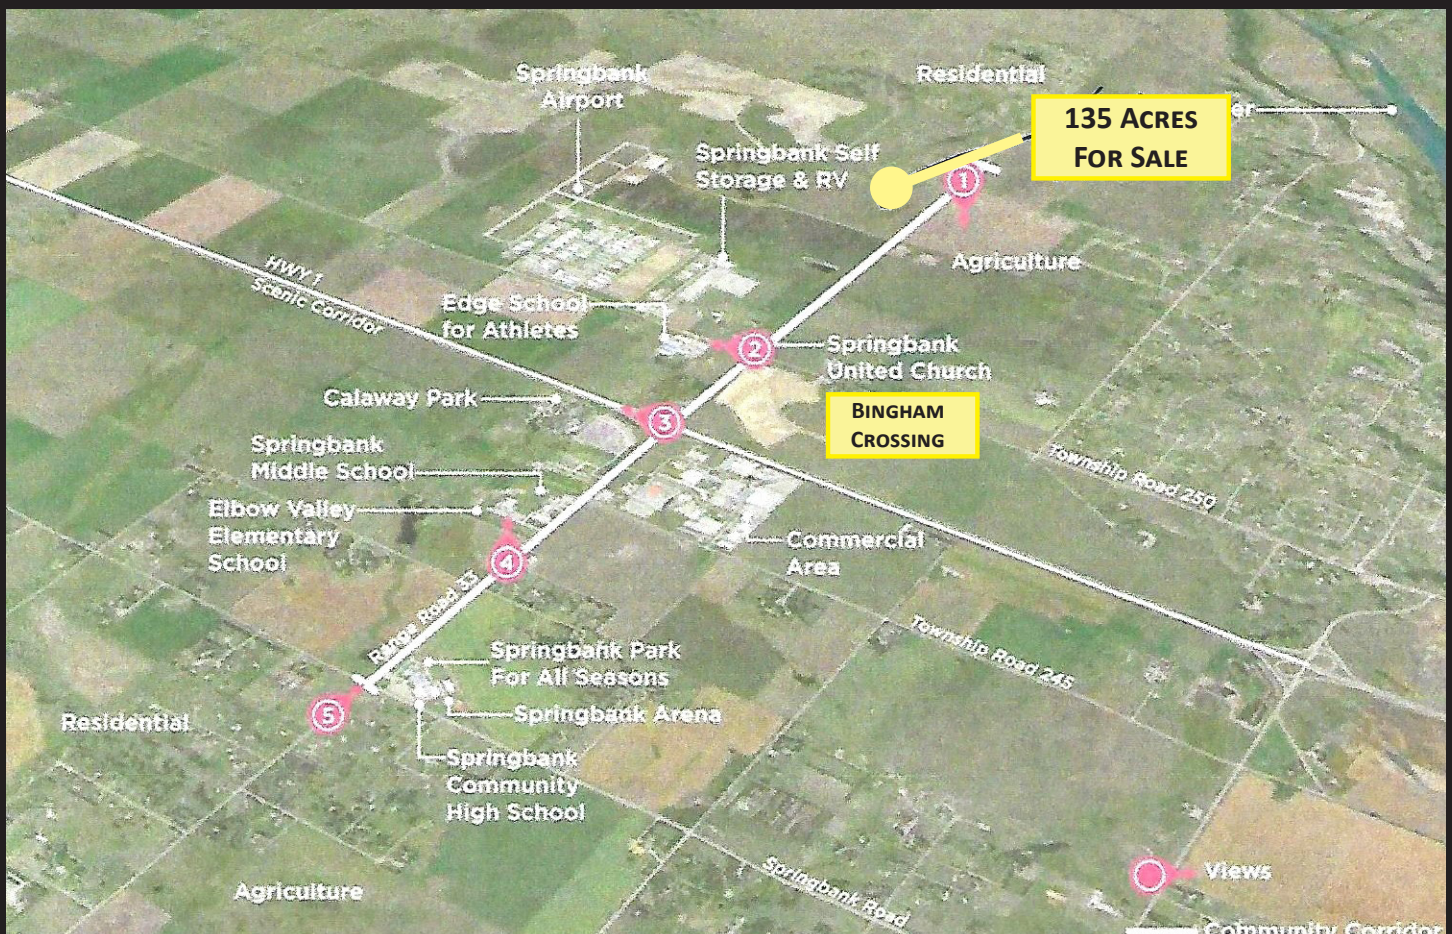 Springbank
Airport
Residential
135 Acres
For Sale
er
Springbank Self
Storage & RV
1
Agriculture
HWY 1
Scenic Corridor
Edge School
for Athletes
2
Springbank
United Church
Calaway Park
3
Bingham
Crossing
Springbank
Middle School
Township Road 250
Elbow Valley
Elementary
School
Commercial
Area
4
Range Road 33
Township Road 245
Springbank Park
For All Seasons
5
Residential
Springbank Arena
Springbank
Community
High School
Views
Springbank Road
Agriculture
Community Corridor